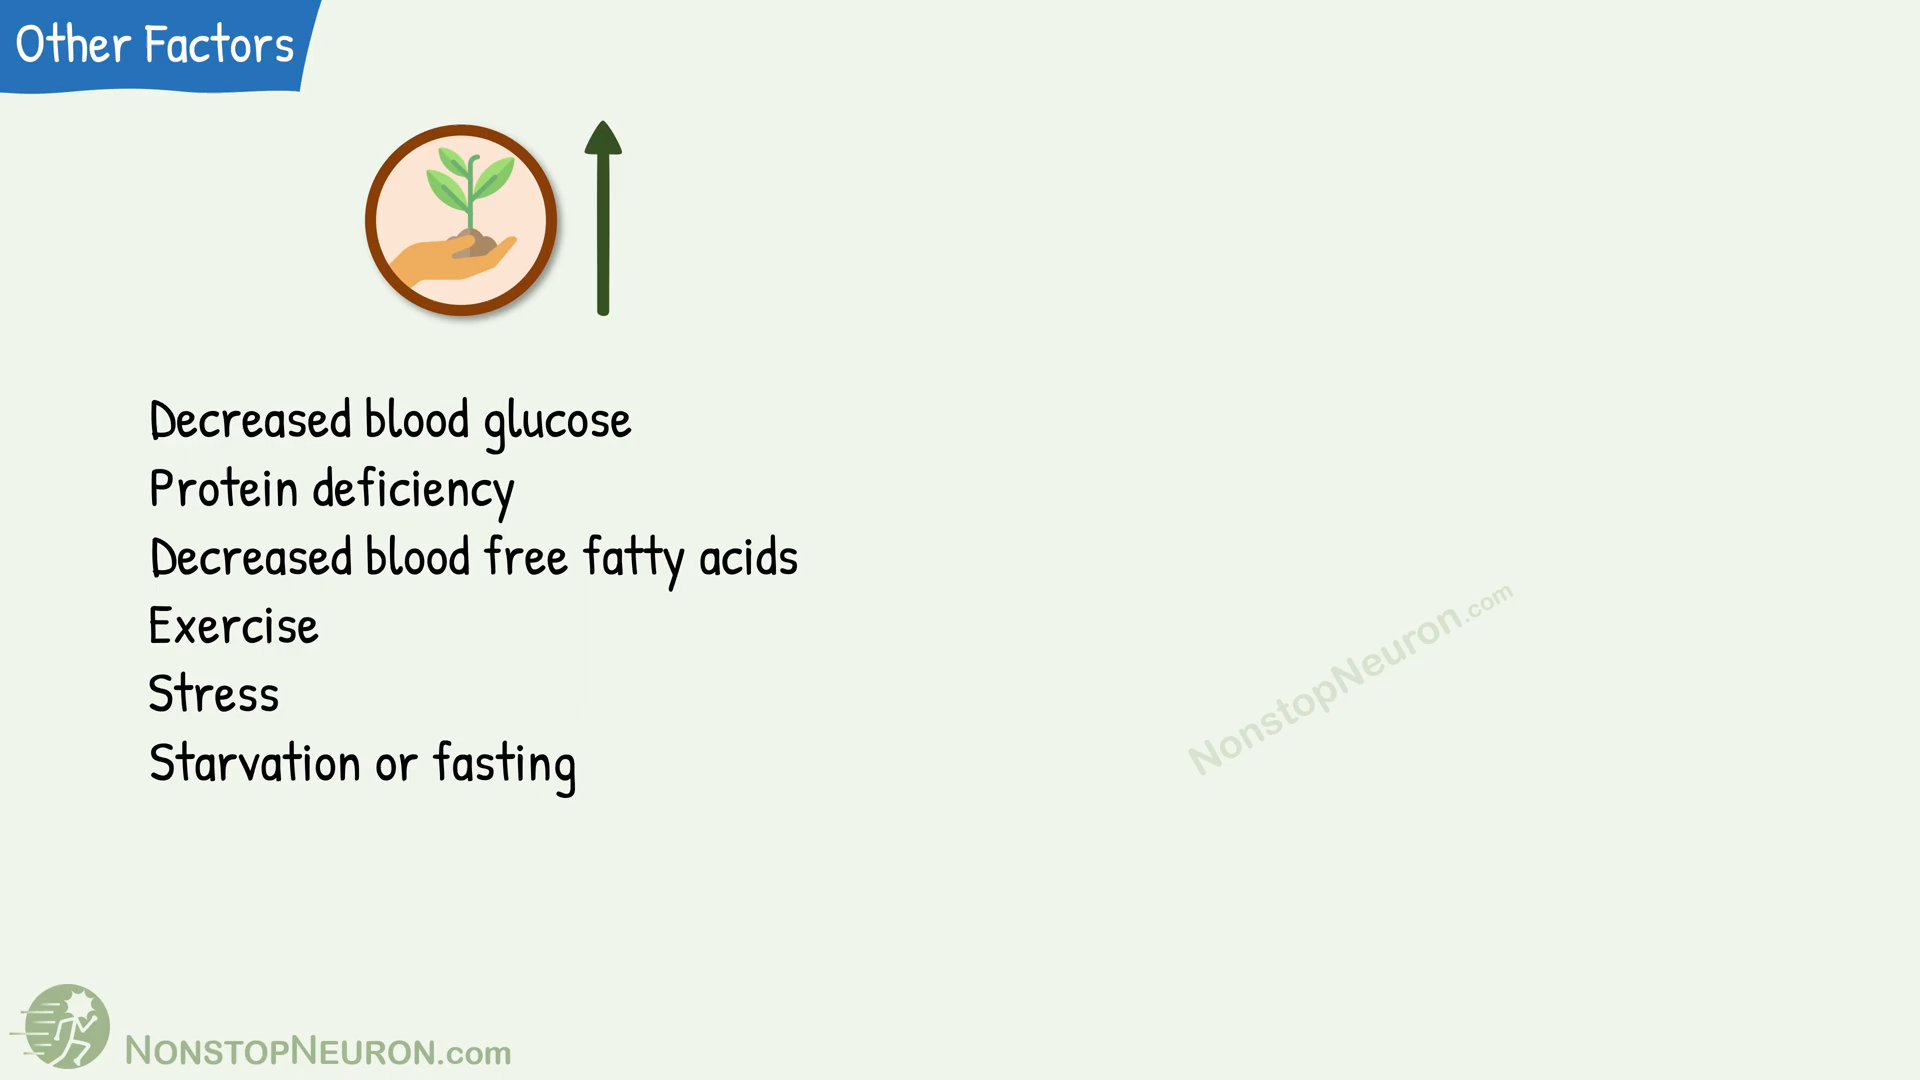 Other Factors
Decreased blood glucose
Protein deficiency
Decreased blood free fatty acids
Exercise
Stress
Starvation or fasting
NonstopNeuron.com
NONSTOPNEURON.com